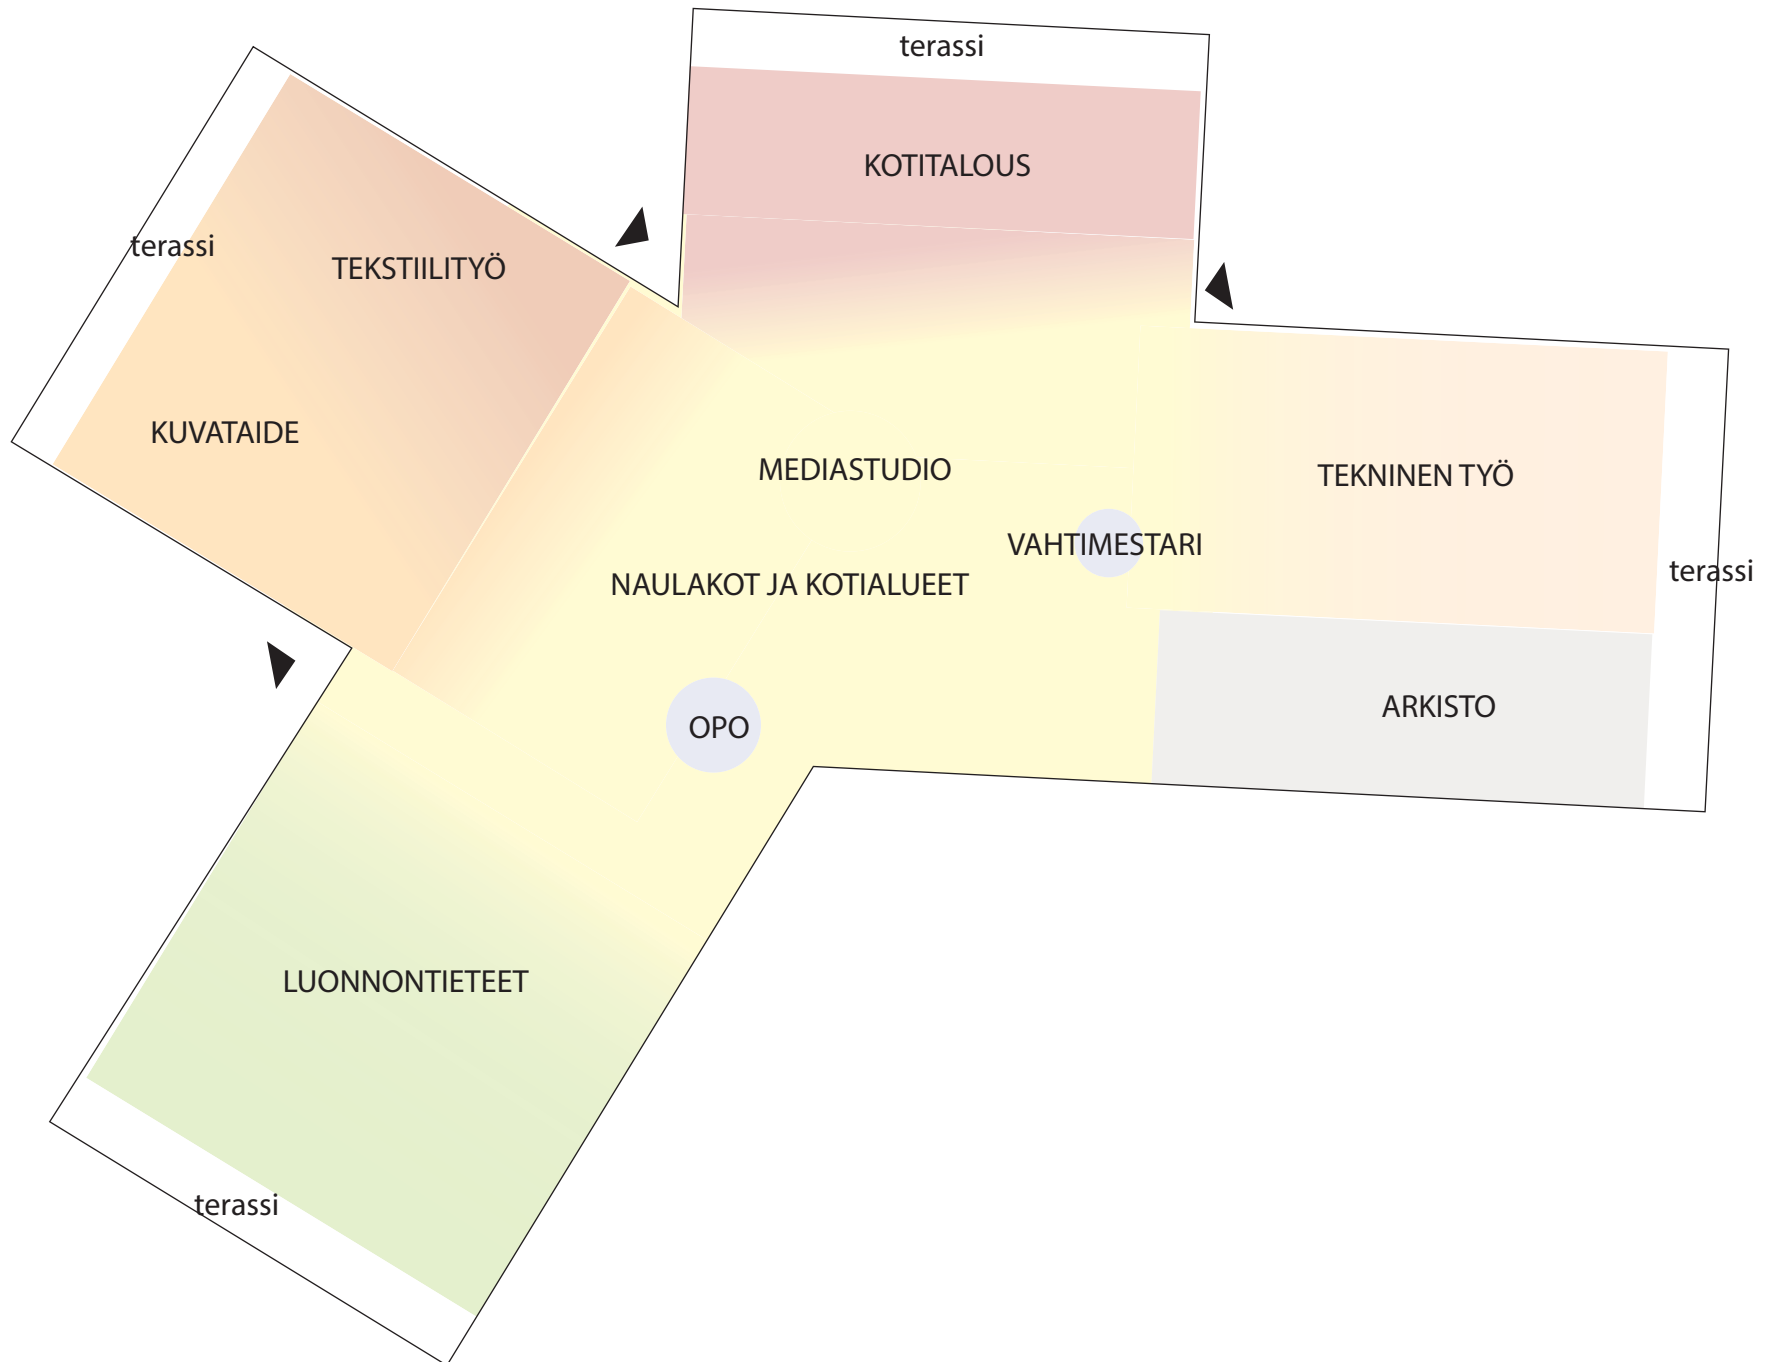 terassi
KOTITALOUS
terassi
TEKSTIILITYÖ
KUVATAIDE
MEDIASTUDIO
TEKNINEN TYÖ
VAHTIMESTARI
terassi
NAULAKOT JA KOTIALUEET
ARKISTO
OPO
LUONNONTIETEET
terassi